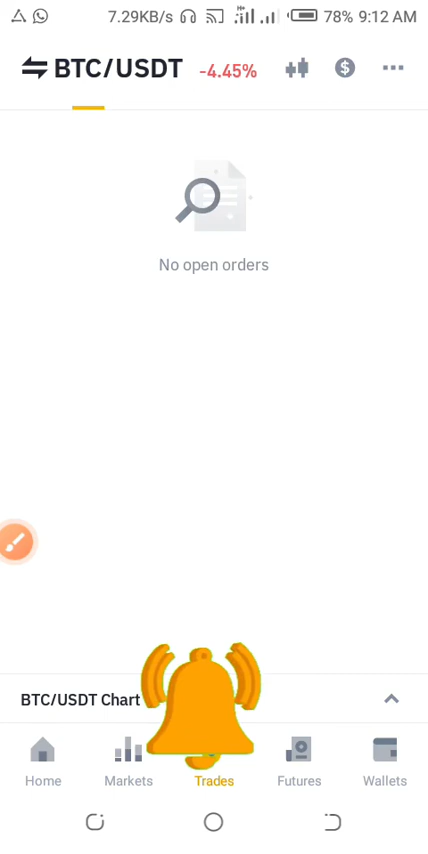 7.29KB/s H+ 78% 9:12 AM
BTC/USDT -4.45%
No open orders
BTC/USDT Chart
Home Markets Trades Futures Wallets